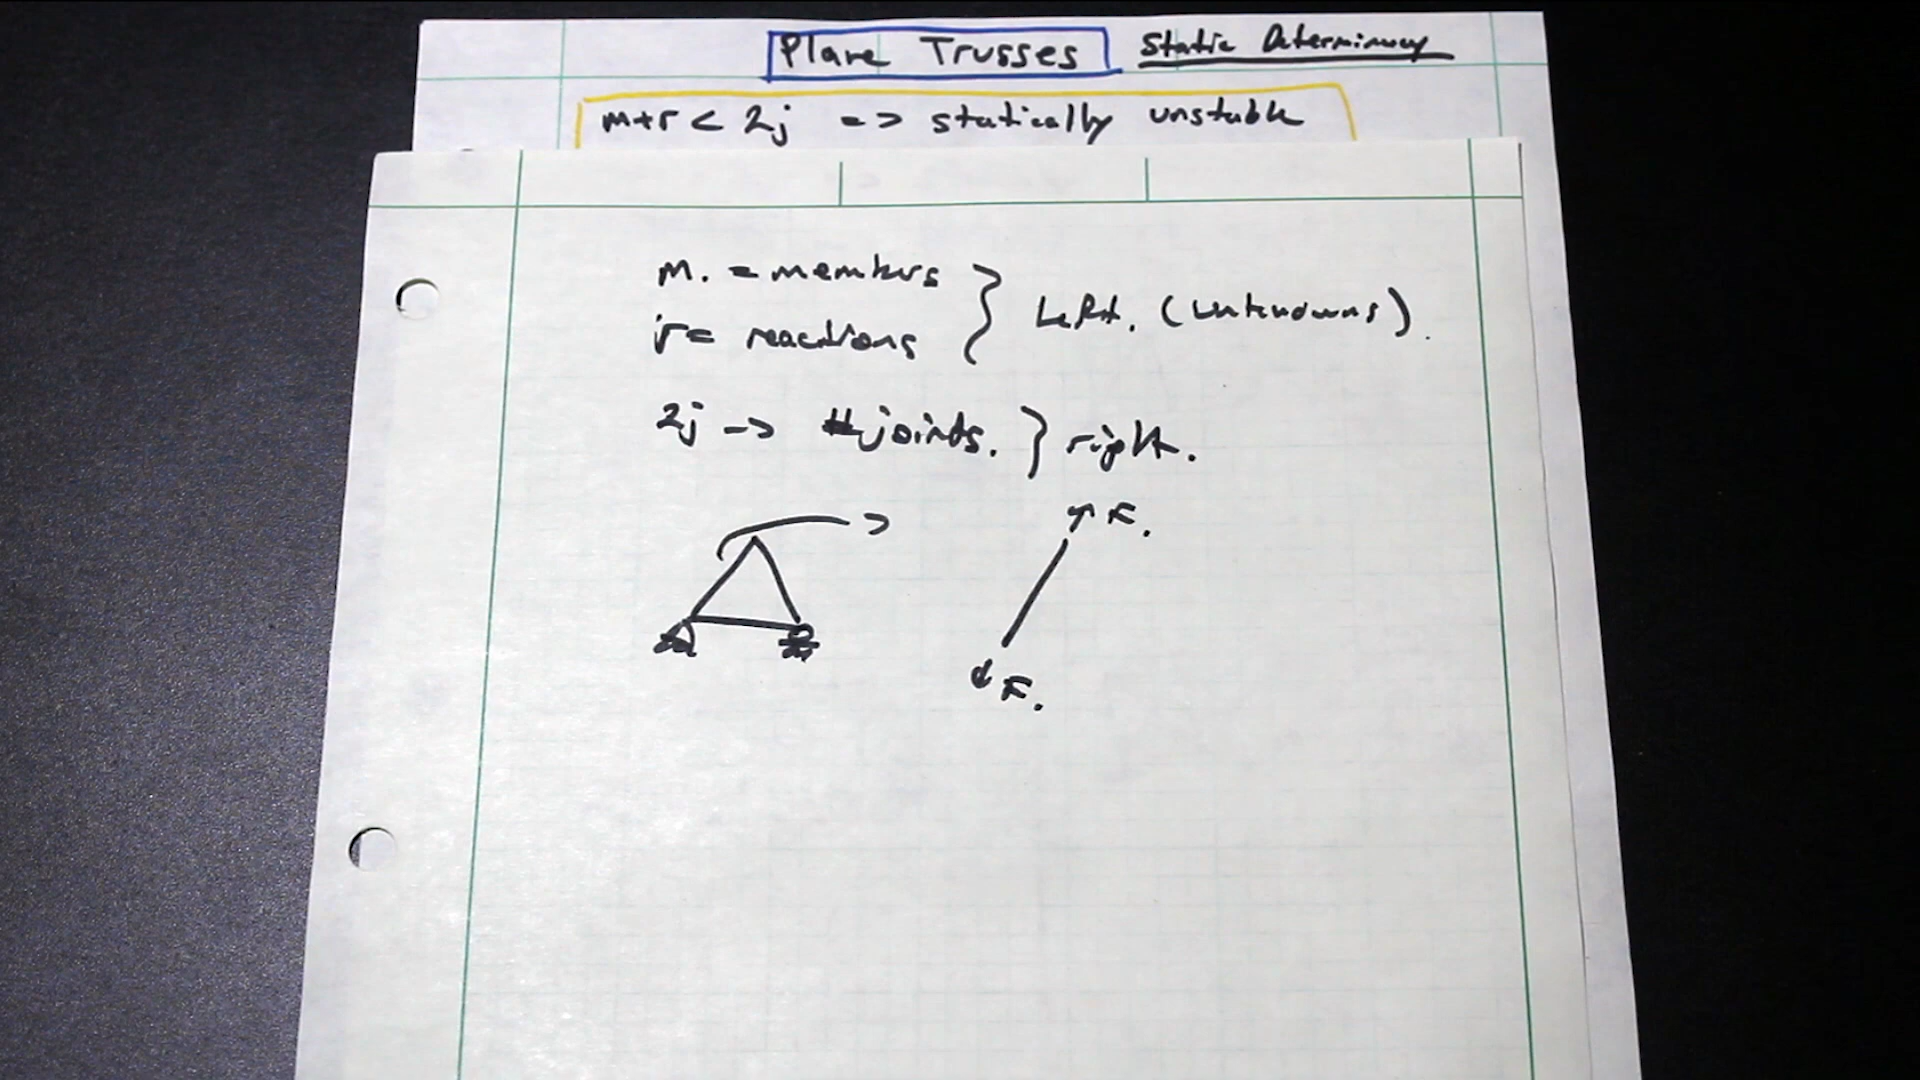 Plane Trusses Static Determinacy
m+r < 2j => statically unstable
m. = members } Left. (unknowns).
r = reactions
2j -> # joints. } right.
F.
F.